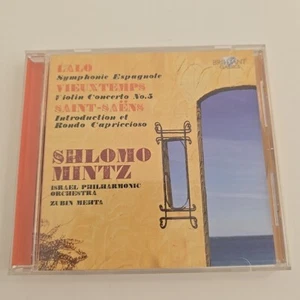 LALO
Symphonie Espagnole
VIEUXTEMPS
Violin Concerto No.5
SAINT-SAËNS
Introduction et
Rondo Capriccioso
SHLOMO
MINTZ
ISRAEL PHILHARMONIC
ORCHESTRA
ZUBIN MEHTA